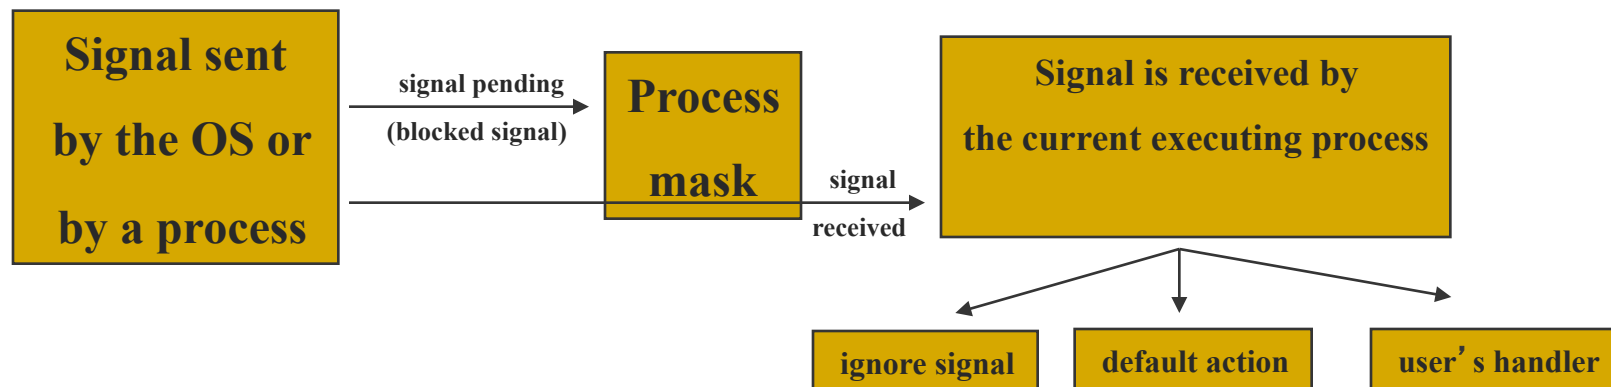 Signal sent
by the OS or
by a process
signal pending
(blocked signal)
Process
mask
signal
received
Signal is received by
the current executing process
ignore signal
default action
user’s handler